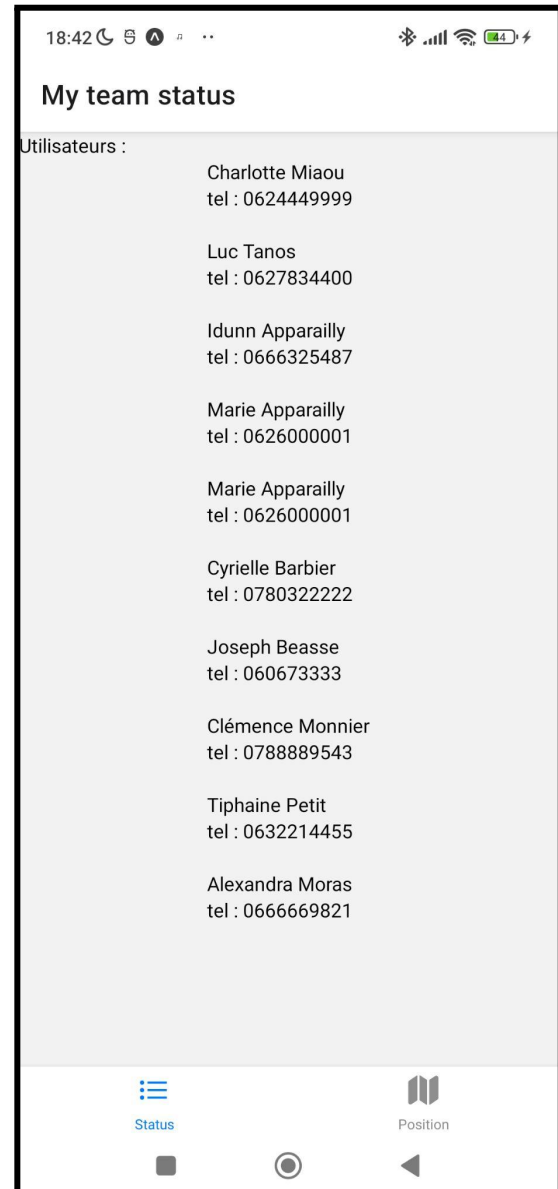 18:42
44
My team status
Utilisateurs :
Charlotte Miaou
tel : 0624449999
Luc Tanos
tel : 0627834400
Idunn Apparailly
tel : 0666325487
Marie Apparailly
tel : 0626000001
Marie Apparailly
tel : 0626000001
Cyrielle Barbier
tel : 0780322222
Joseph Beasse
tel : 060673333
Clémence Monnier
tel : 0788889543
Tiphaine Petit
tel : 0632214455
Alexandra Moras
tel : 0666669821
Status
Position